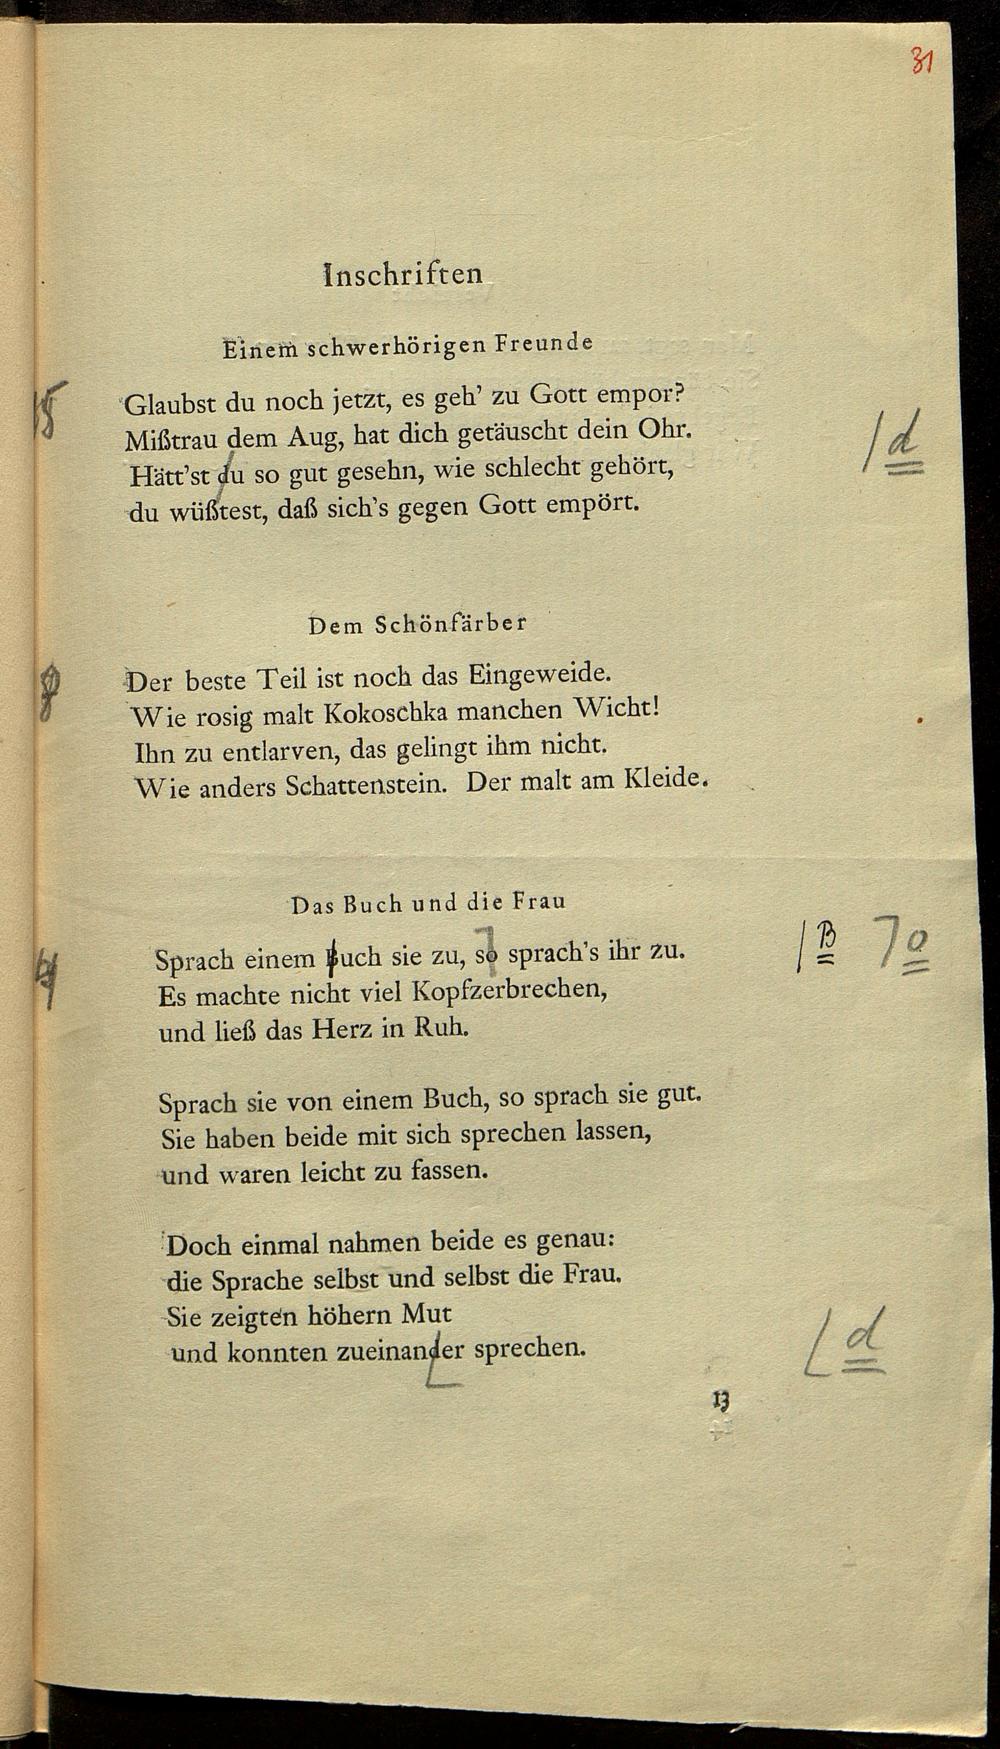 31
Inschriften
Einem schwerhörigen Freunde
Glaubst du noch jetzt, es geh' zu Gott empor?
Mißtrau dem Aug, hat dich getäuscht dein Ohr.
Hätt'st du so gut gesehn, wie schlecht gehört,
du wüßtest, daß sich's gegen Gott empört.
d
Dem Schönfärber
Der beste Teil ist noch das Eingeweide.
Wie rosig malt Kokoschka manchen Wicht!
Ihn zu entlarven, das gelingt ihm nicht.
Wie anders Schattenstein. Der malt am Kleide.
Das Buch und die Frau
Sprach einem Buch sie zu, so sprach's ihr zu.
B o
Es machte nicht viel Kopfzerbrechen,
und ließ das Herz in Ruh.
Sprach sie von einem Buch, so sprach sie gut.
Sie haben beide mit sich sprechen lassen,
und waren leicht zu fassen.
Doch einmal nahmen beide es genau:
die Sprache selbst und selbst die Frau.
Sie zeigten höhern Mut
und konnten zueinander sprechen.
d
13